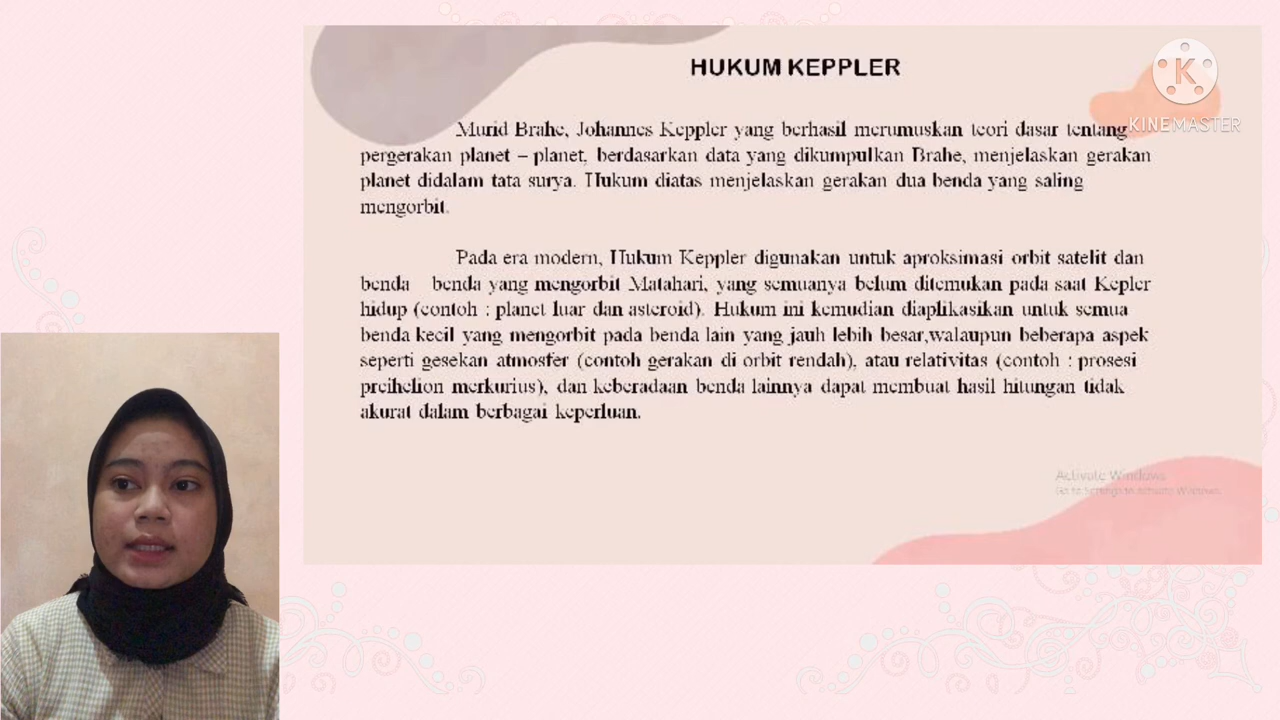 HUKUM KEPPLER
KINEMASTER
Murid Brahe, Johannes Keppler yang berhasil merumuskan teori dasar tentang
pergerakan planet – planet, berdasarkan data yang dikumpulkan Brahe, menjelaskan gerakan
planet didalam tata surya. Hukum diatas menjelaskan gerakan dua benda yang saling
mengorbit.
Pada era modern, Hukum Keppler digunakan untuk aproksimasi orbit satelit dan
benda benda yang mengorbit Matahari, yang semuanya belum ditemukan pada saat Kepler
hidup (contoh : planet luar dan asteroid). Hukum ini kemudian diaplikasikan untuk semua
benda kecil yang mengorbit pada benda lain yang jauh lebih besar,walaupun beberapa aspek
seperti gesekan atmosfer (contoh gerakan di orbit rendah), atau relativitas (contoh : prosesi
preihelion merkurius), dan keberadaan benda lainnya dapat membuat hasil hitungan tidak
akurat dalam berbagai keperluan.
Activate Windows
Go to Settings to activate Windows.